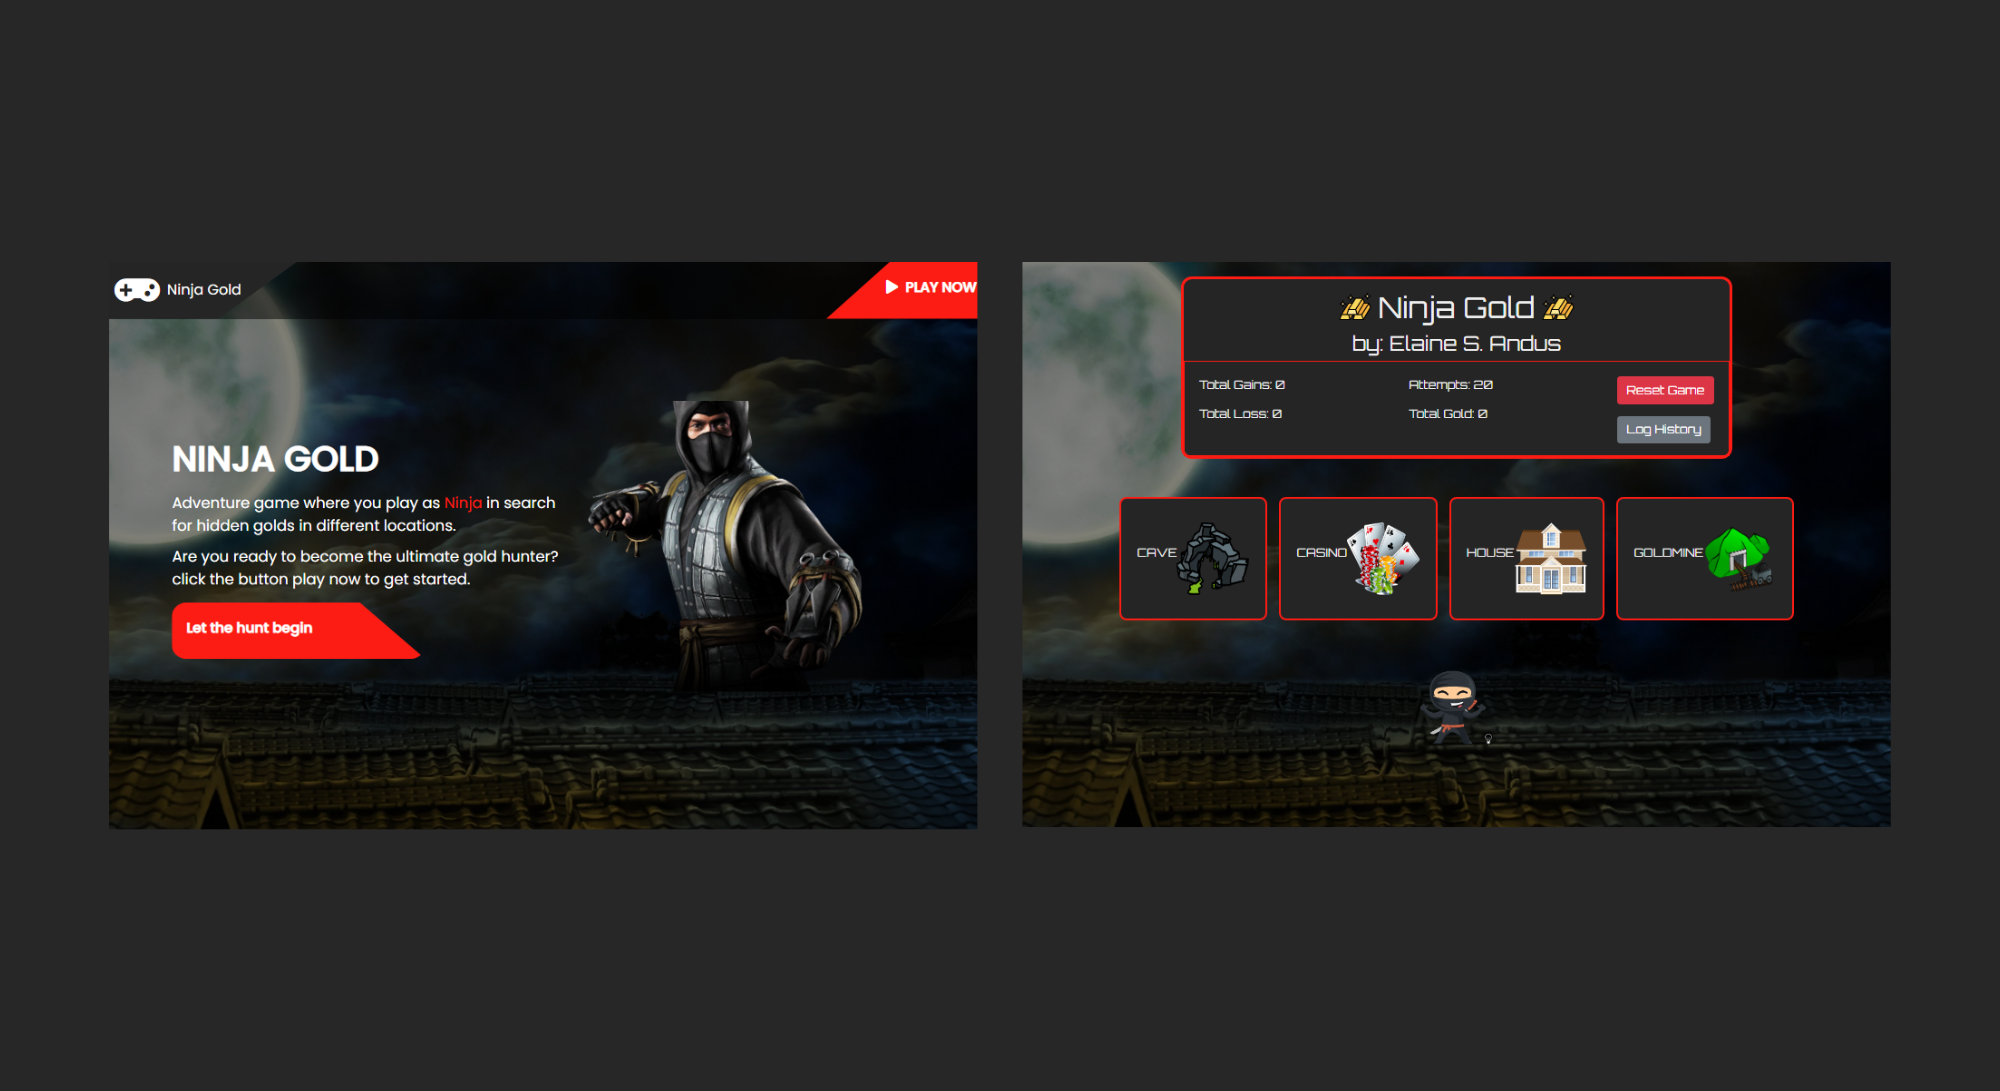 Ninja Gold
PLAY NOW
NINJA GOLD
Adventure game where you play as Ninja in search
for hidden golds in different locations.
Are you ready to become the ultimate gold hunter?
click the button play now to get started.
Let the hunt begin
Ninja Gold
by: Elaine S. Andus
Total Gains: 0
Attempts: 20
Reset Game
Total Loss: 0
Total Gold: 0
Log History
CAVE
CASINO
HOUSE
GOLDMINE